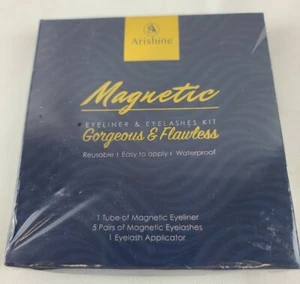 A
Arishine
Magnetic
EYELINER & EYELASHES KIT
Gorgeous & Flawless
Reusable I Easy to apply I Waterproof
1 Tube of Magnetic Eyeliner
5 Pairs of Magnetic Eyelashes
1 Eyelash Applicator